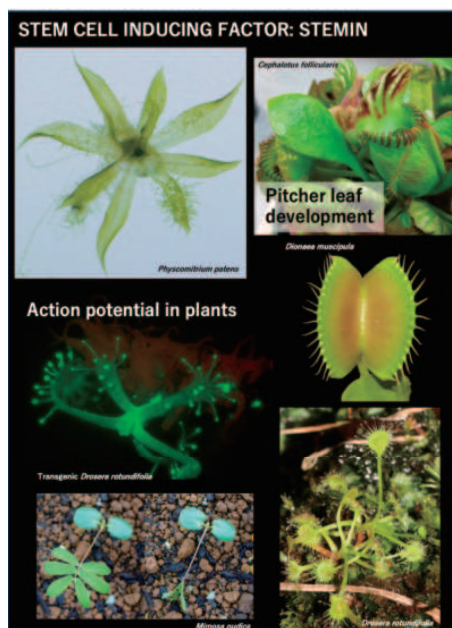 STEM CELL INDUCING FACTOR: STEMIN
Cephalotus follicularis
Pitcher leaf
development
Physcomitrium patens
Dionaea muscipula
Action potential in plants
Transgenic Drosera rotundifolia
Mimosa pudica
Drosera rotundifolia